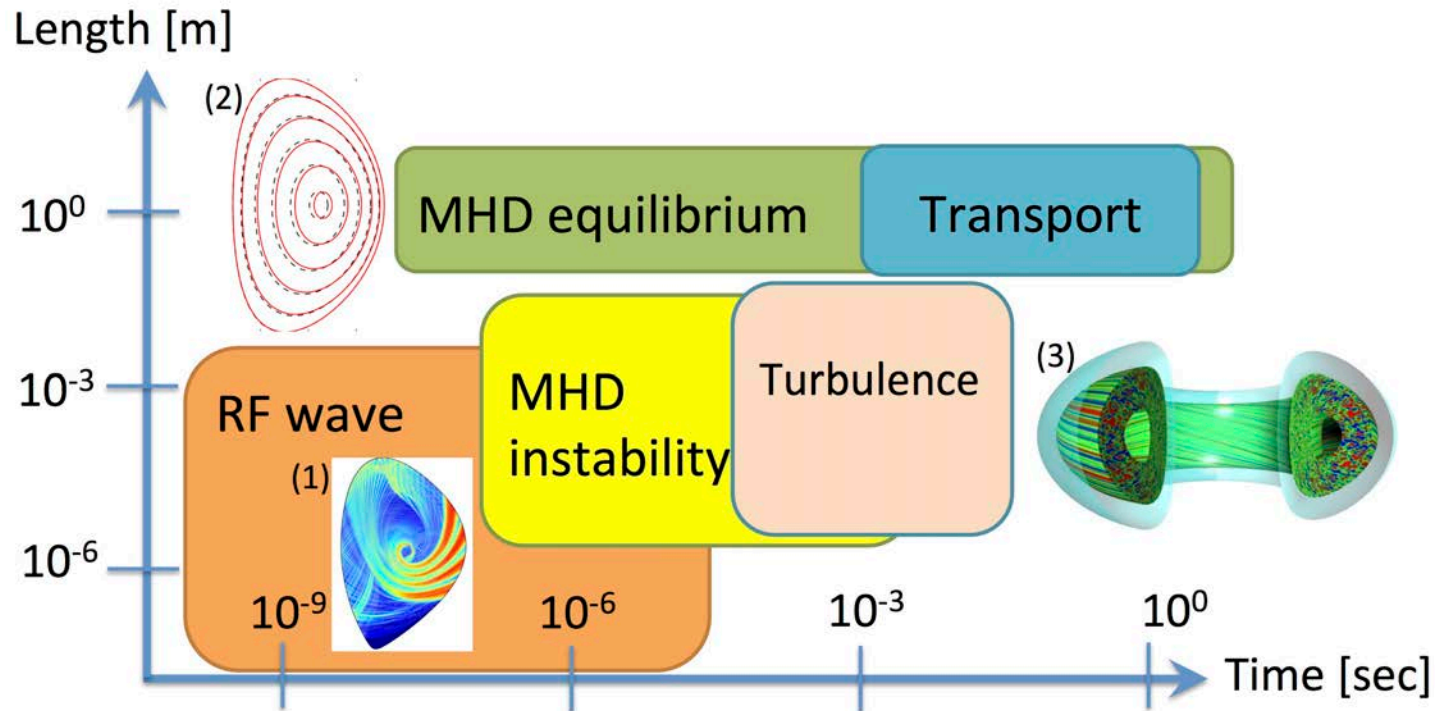 Length [m]
(2)
10⁰
MHD equilibrium
Transport
10⁻³
RF wave
(1)
MHD
instability
Turbulence
(3)
10⁻⁶
10⁻⁹
10⁻⁶
10⁻³
10⁰
Time [sec]